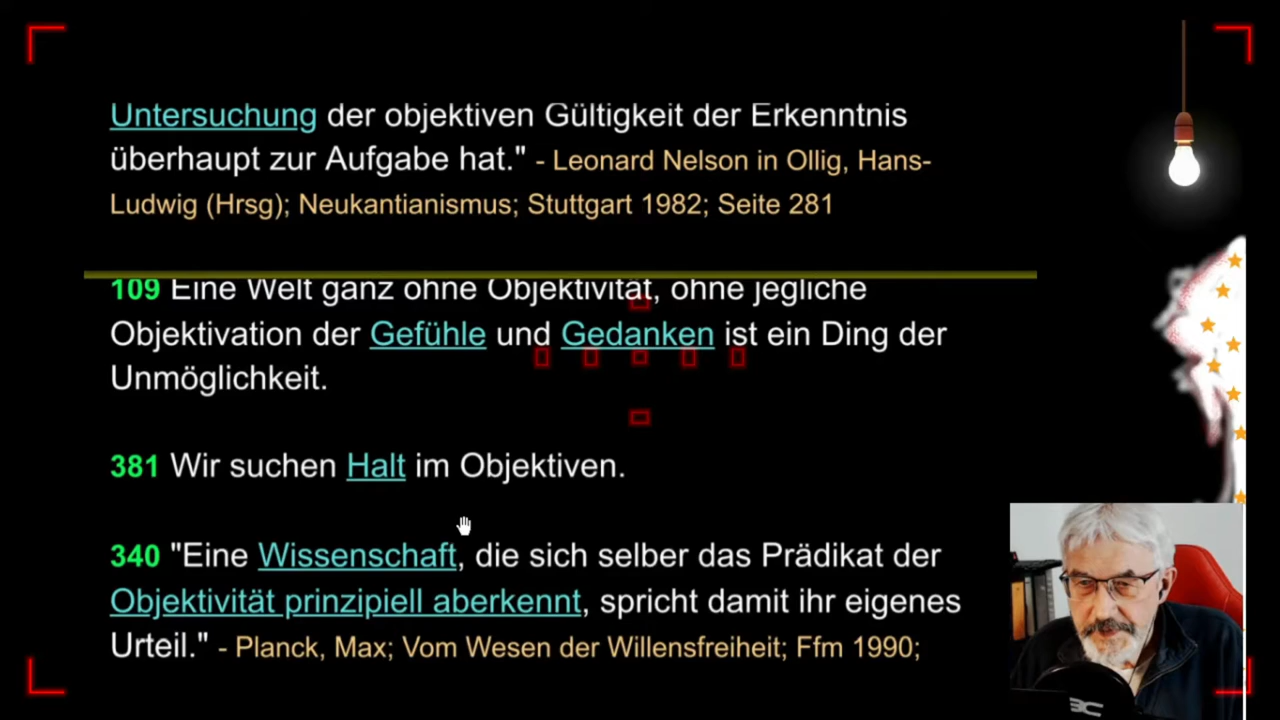 Untersuchung der objektiven Gültigkeit der Erkenntnis
überhaupt zur Aufgabe hat." - Leonard Nelson in Ollig, Hans-
Ludwig (Hrsg); Neukantianismus; Stuttgart 1982; Seite 281
109 Eine Welt ganz ohne Objektivität, ohne jegliche
Objektivation der Gefühle und Gedanken ist ein Ding der
Unmöglichkeit.
381 Wir suchen Halt im Objektiven.
340 "Eine Wissenschaft, die sich selber das Prädikat der
Objektivität prinzipiell aberkennt, spricht damit ihr eigenes
Urteil." - Planck, Max; Vom Wesen der Willensfreiheit; Ffm 1990;